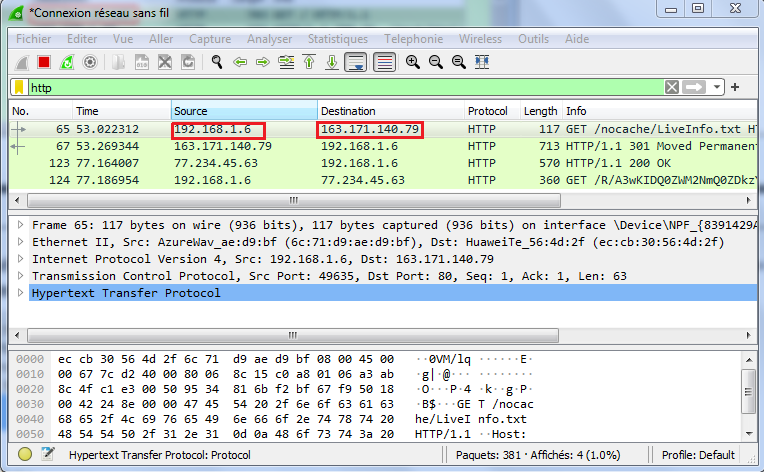 *Connexion réseau sans fil
Fichier Editer Vue Aller Capture Analyser Statistiques Telephonie Wireless Outils Aide
http
No. Time Source Destination Protocol Length Info
65 53.022312 192.168.1.6 163.171.140.79 HTTP 117 GET /nocache/LiveInfo.txt HT
67 53.269344 163.171.140.79 192.168.1.6 HTTP 713 HTTP/1.1 301 Moved Permanen
123 77.164007 77.234.45.63 192.168.1.6 HTTP 570 HTTP/1.1 200 OK
124 77.186954 192.168.1.6 77.234.45.63 HTTP 360 GET /R/A3wKIDQ0ZWM2NmQ0ZDkzY
Frame 65: 117 bytes on wire (936 bits), 117 bytes captured (936 bits) on interface \Device\NPF_{8391429A
Ethernet II, Src: AzureWav_ae:d9:bf (6c:71:d9:ae:d9:bf), Dst: HuaweiTe_56:4d:2f (ec:cb:30:56:4d:2f)
Internet Protocol Version 4, Src: 192.168.1.6, Dst: 163.171.140.79
Transmission Control Protocol, Src Port: 49635, Dst Port: 80, Seq: 1, Ack: 1, Len: 63
Hypertext Transfer Protocol
0000 ec cb 30 56 4d 2f 6c 71 d9 ae d9 bf 08 00 45 00 ··0VM/lq ······E·
0010 00 67 7c d2 40 00 80 06 8c 15 c0 a8 01 06 a3 ab ·g|·@··· ········
0020 8c 4f c1 e3 00 50 95 34 81 6b f2 bf 67 f9 50 18 ·O···P·4 ·k··g·P·
0030 00 42 24 8e 00 00 47 45 54 20 2f 6e 6f 63 61 63 ·B$···GE T /nocac
0040 68 65 2f 4c 69 76 65 49 6e 66 6f 2e 74 78 74 20 he/LiveI nfo.txt
0050 48 54 54 50 2f 31 2e 31 0d 0a 48 6f 73 74 3a 20 HTTP/1.1 ··Host:
Hypertext Transfer Protocol: Protocol Paquets: 381 · Affichés: 4 (1.0%) Profile: Default